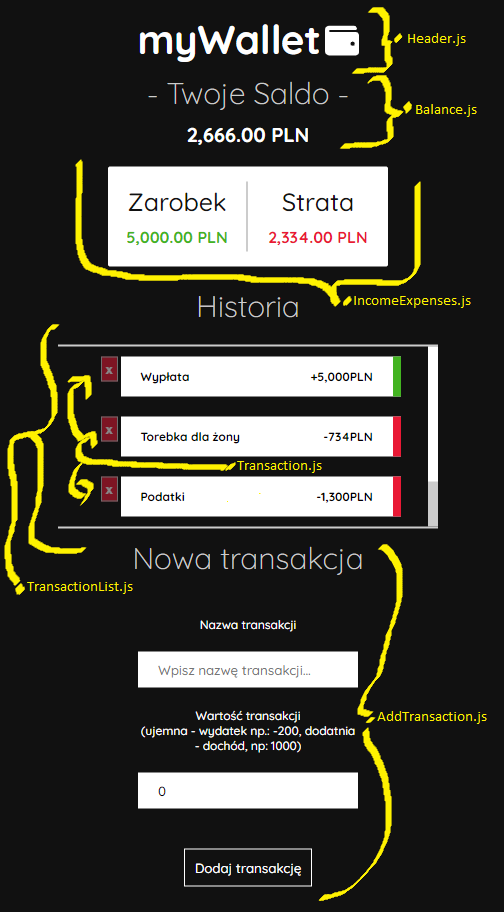 myWallet
Header.js
- Twoje Saldo -
2,666.00 PLN
Balance.js
Zarobek
5,000.00 PLN
Strata
2,334.00 PLN
IncomeExpenses.js
Historia
x Wypłata +5,000PLN
x Torebka dla żony -734PLN
Transaction.js
x Podatki -1,300PLN
TransactionList.js
Nowa transakcja
Nazwa transakcji
Wpisz nazwę transakcji...
Wartość transakcji
(ujemna - wydatek np.: -200, dodatnia
- dochód, np: 1000)
AddTransaction.js
0
Dodaj transakcję